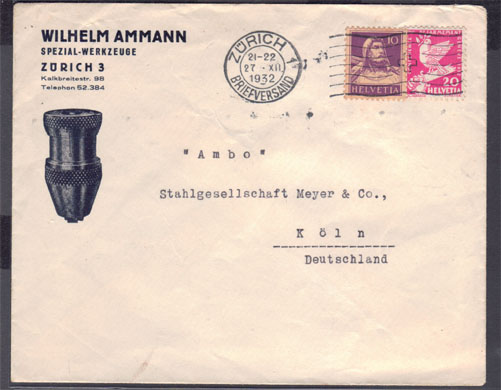 WILHELM AMMANN
SPEZIAL-WERKZEUGE
ZÜRICH 3
Kalkbreitestr. 98
Telephon 52.384
ZÜRICH 1
21-22
27·XII
1932
BRIEFVERSAND
10
HELVETIA
20
HELVETIA
"Ambo"
Stahlgesellschaft Meyer & Co.,
Köln
Deutschland